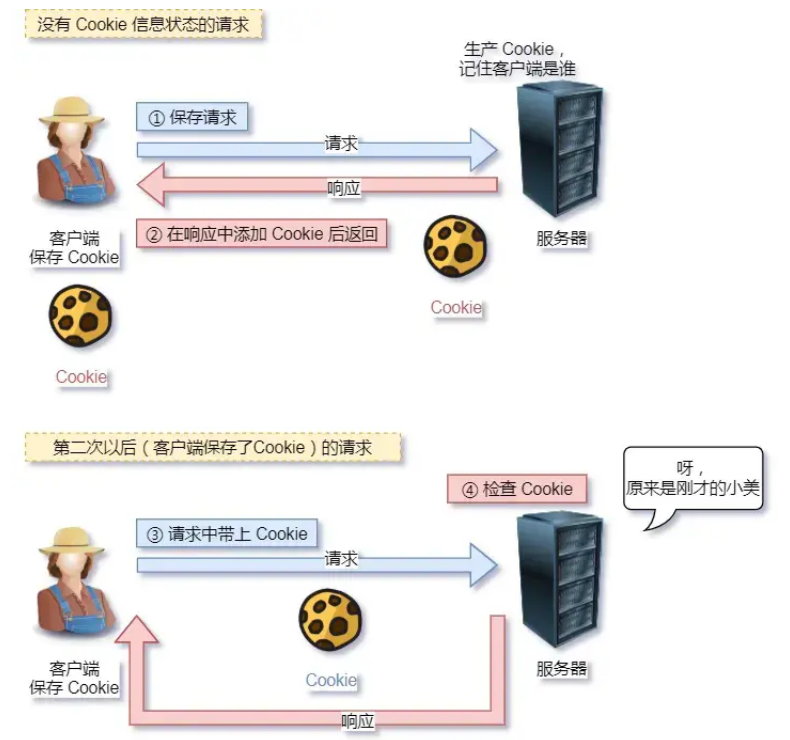 没有 Cookie 信息状态的请求
生产 Cookie，
记住客户端是谁
① 保存请求
请求
响应
② 在响应中添加 Cookie 后返回
客户端
保存 Cookie
服务器
Cookie
Cookie
第二次以后（客户端保存了Cookie）的请求
呀，
原来是刚才的小美
④ 检查 Cookie
③ 请求中带上 Cookie
请求
客户端
保存 Cookie
Cookie
服务器
响应